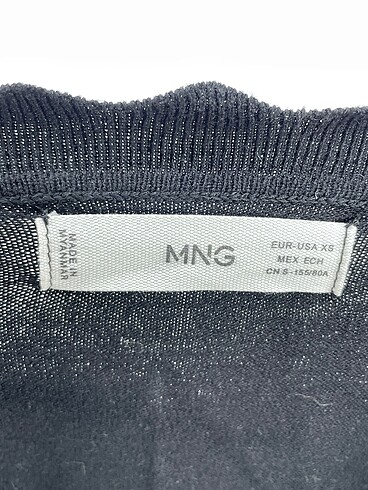 MADE IN
MYANMAR
MNG
EUR-USA XS
MEX ECH
CN S -155/80A